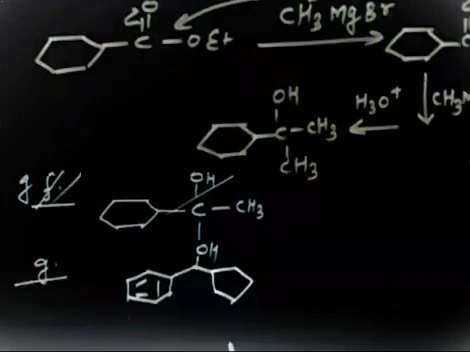 O
C - OEt CH3MgBr C
OH
C - CH3 H3O+ CH3M
CH3
g f.
OH
C - CH3
g. OH